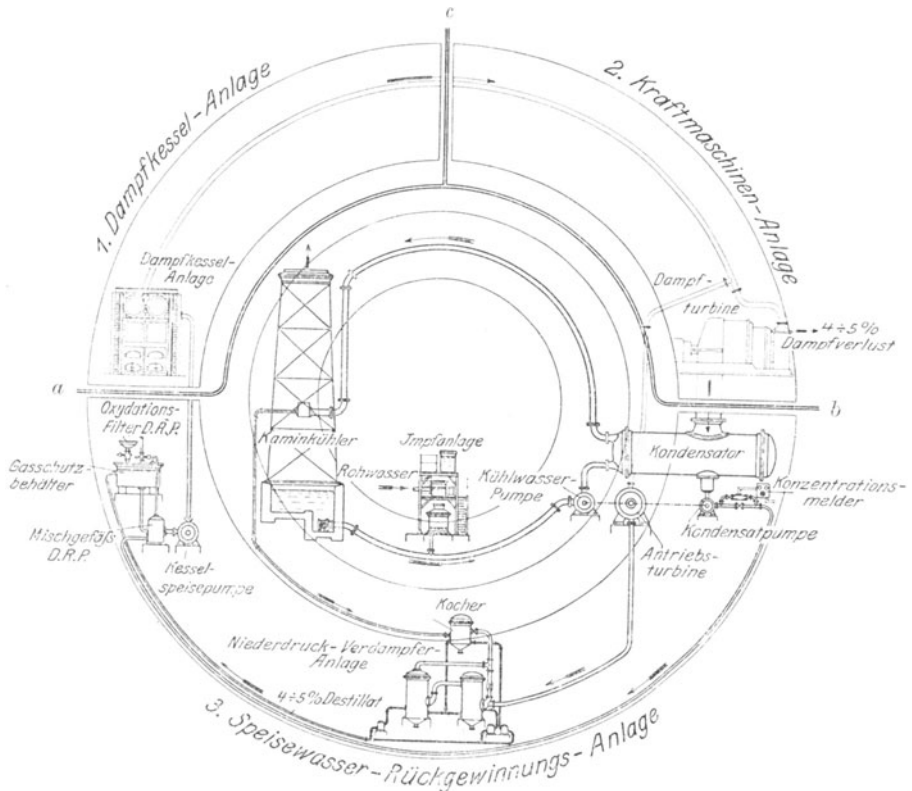 c
1. Dampfkessel-Anlage
2. Kraftmaschinen-Anlage
Dampfkessel-
Anlage
Dampf-
turbine
4÷5%
Dampfverlust
a
b
Oxydations-
Filter D.R.P.
Gasschutz-
behälter
Mischgefäß
D.R.P.
Kessel-
speisepumpe
Kaminkühler
Rohwasser
Impfanlage
Kühlwasser-
Pumpe
Kondensator
Konzentrations-
melder
Kondensatpumpe
Antriebs-
turbine
Kocher
Niederdruck-Verdampfer-
Anlage
4÷5% Destillat
3. Speisewasser-Rückgewinnungs-Anlage